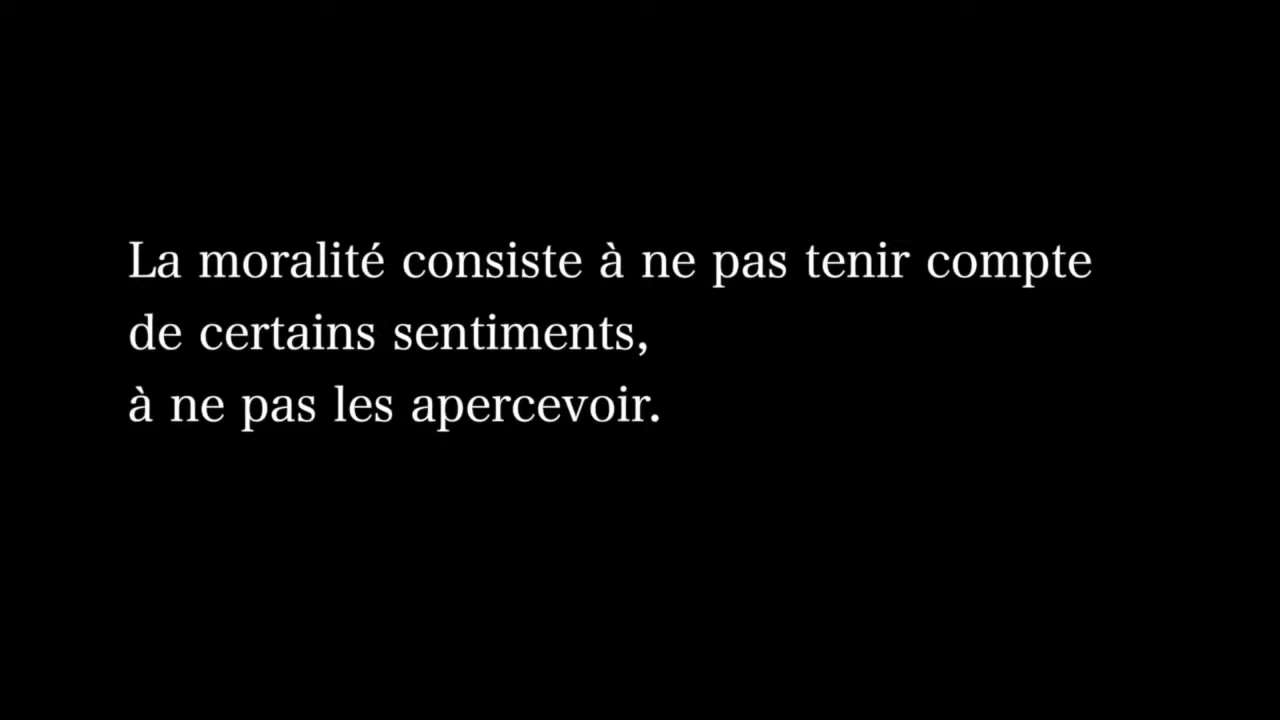 La moralité consiste à ne pas tenir compte
de certains sentiments,
à ne pas les apercevoir.